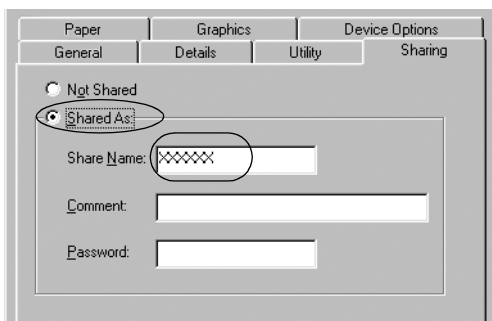 Paper Graphics Device Options
General Details Utility Sharing
Not Shared
Shared As:
Share Name: XXXXXX
Comment:
Password: